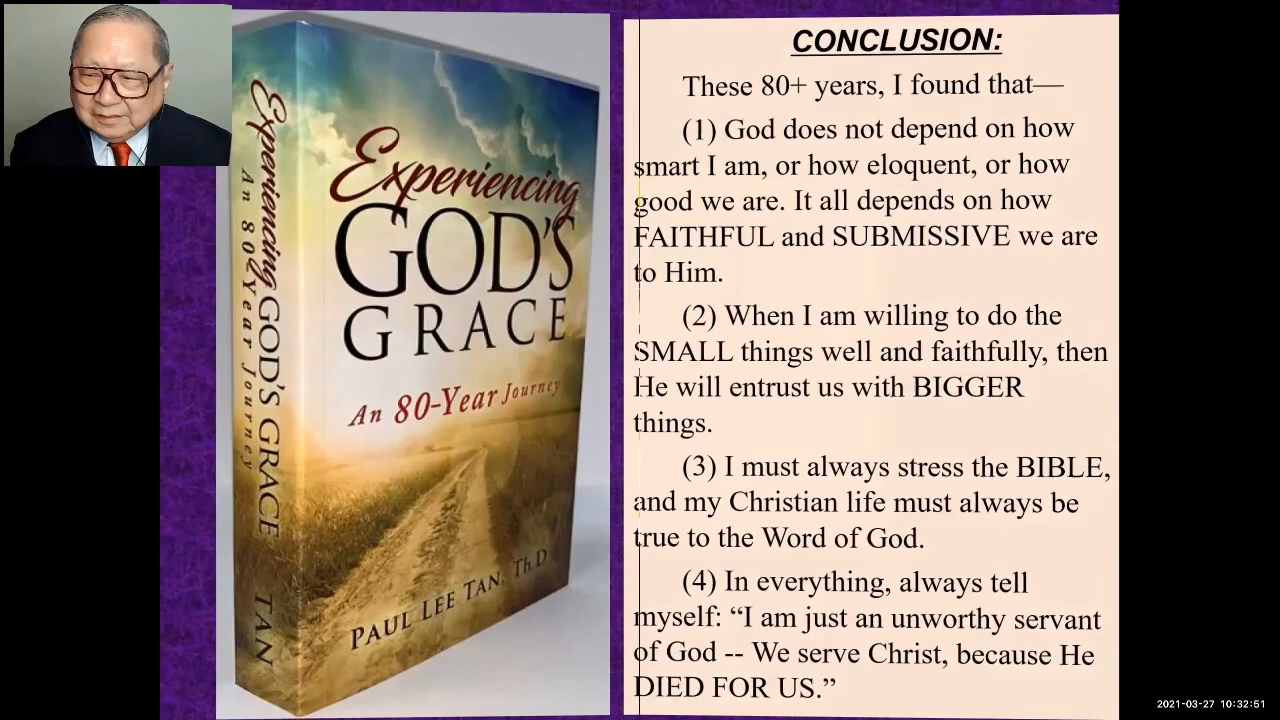 Experiencing
GOD'S
GRACE
An 80-Year Journey
PAUL LEE TAN, Th.D
Experiencing GOD'S GRACE
An 80 Year Journey
TAN
CONCLUSION:
These 80+ years, I found that—
(1) God does not depend on how
smart I am, or how eloquent, or how
good we are. It all depends on how
FAITHFUL and SUBMISSIVE we are
to Him.
(2) When I am willing to do the
SMALL things well and faithfully, then
He will entrust us with BIGGER
things.
(3) I must always stress the BIBLE,
and my Christian life must always be
true to the Word of God.
(4) In everything, always tell
myself: “I am just an unworthy servant
of God -- We serve Christ, because He
DIED FOR US.”
2021-03-27 10:32:51